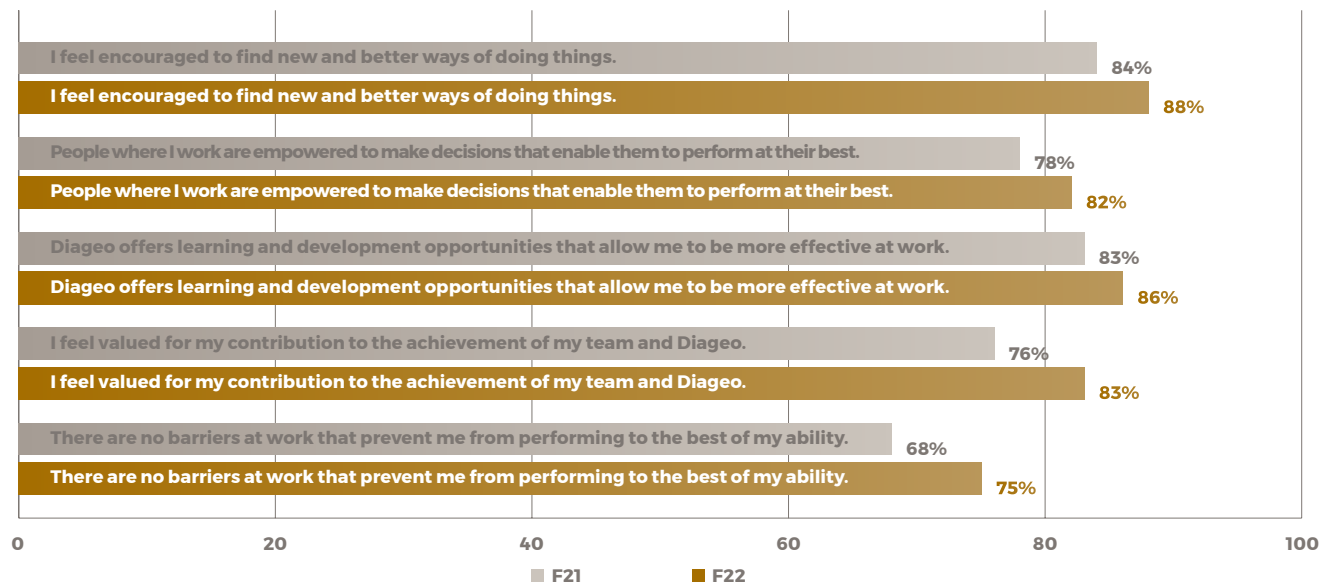 I feel encouraged to find new and better ways of doing things.
84%
I feel encouraged to find new and better ways of doing things.
88%
People where I work are empowered to make decisions that enable them to perform at their best.
78%
People where I work are empowered to make decisions that enable them to perform at their best.
82%
Diageo offers learning and development opportunities that allow me to be more effective at work.
83%
Diageo offers learning and development opportunities that allow me to be more effective at work.
86%
I feel valued for my contribution to the achievement of my team and Diageo.
76%
I feel valued for my contribution to the achievement of my team and Diageo.
83%
There are no barriers at work that prevent me from performing to the best of my ability.
68%
There are no barriers at work that prevent me from performing to the best of my ability.
75%
0 20 40 60 80 100
F21 F22